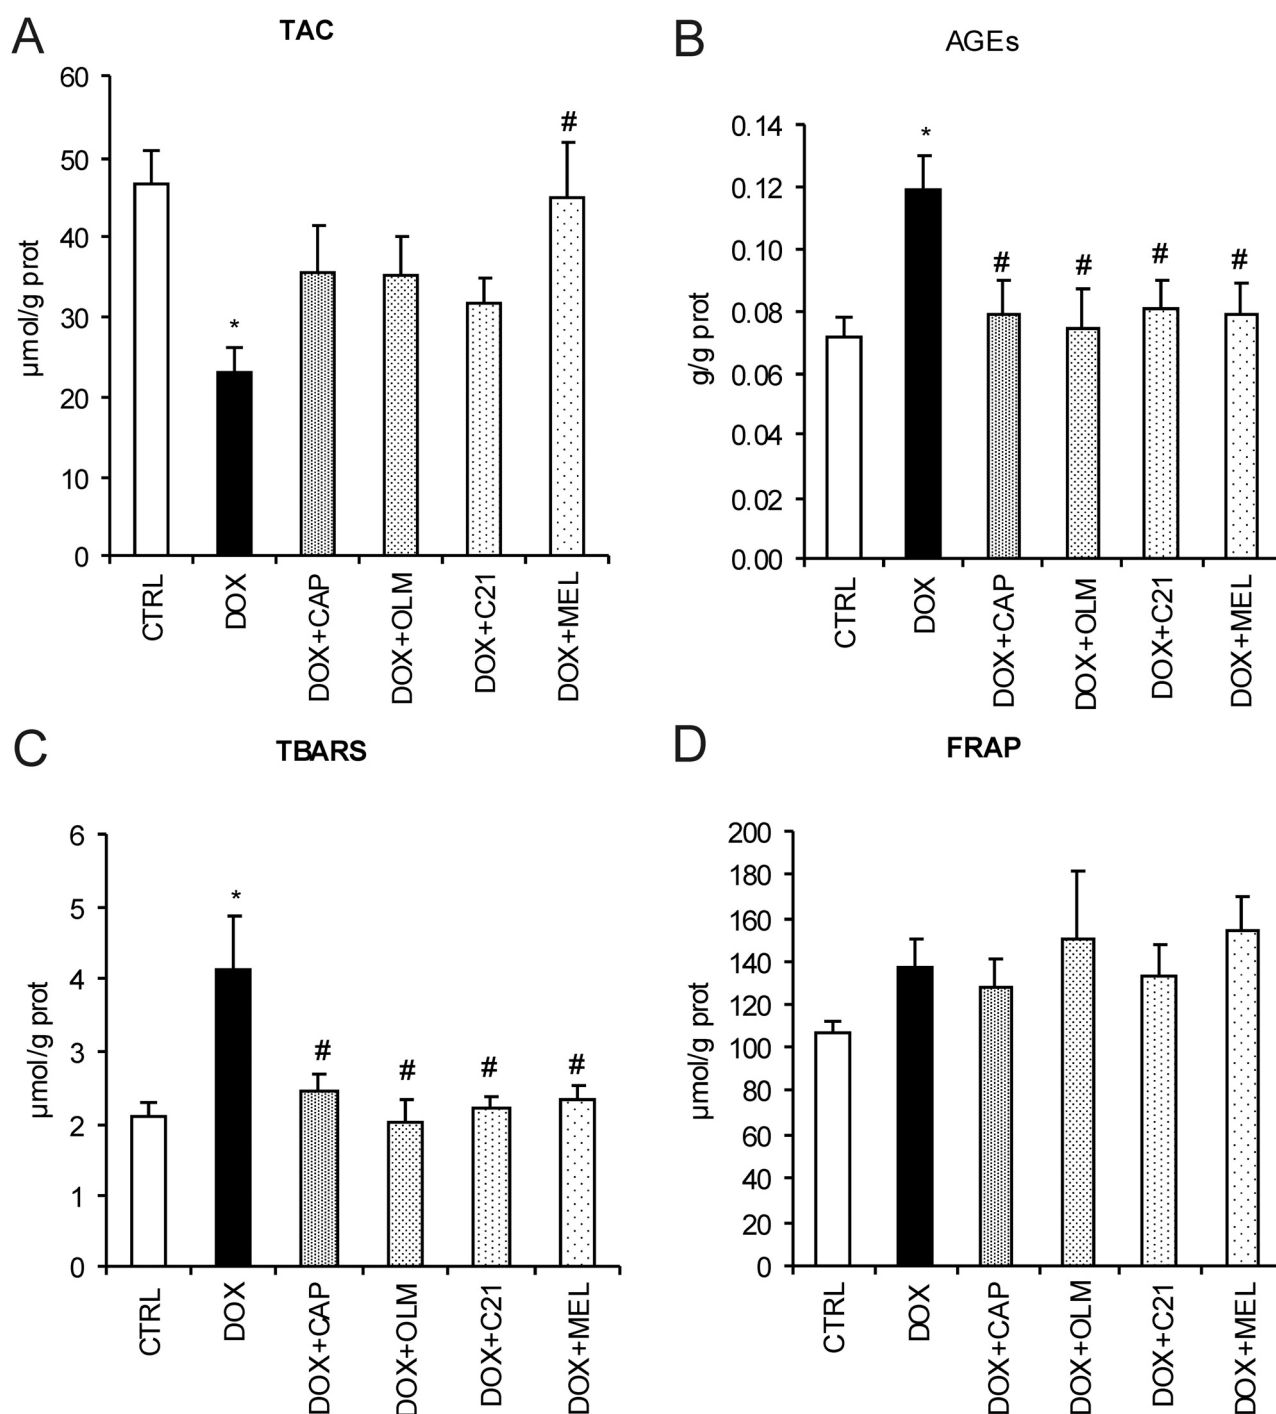 A
TAC
60
50
40
30
20
10
0
µmol/g prot
*
#
CTRL
DOX
DOX+CAP
DOX+OLM
DOX+C21
DOX+MEL
B
AGEs
0.14
0.12
0.10
0.08
0.06
0.04
0.02
0.00
g/g prot
*
#
#
#
#
CTRL
DOX
DOX+CAP
DOX+OLM
DOX+C21
DOX+MEL
C
TBARS
6
5
4
3
2
1
0
µmol/g prot
*
#
#
#
#
CTRL
DOX
DOX+CAP
DOX+OLM
DOX+C21
DOX+MEL
D
FRAP
200
180
160
140
120
100
80
60
40
20
0
µmol/g prot
CTRL
DOX
DOX+CAP
DOX+OLM
DOX+C21
DOX+MEL